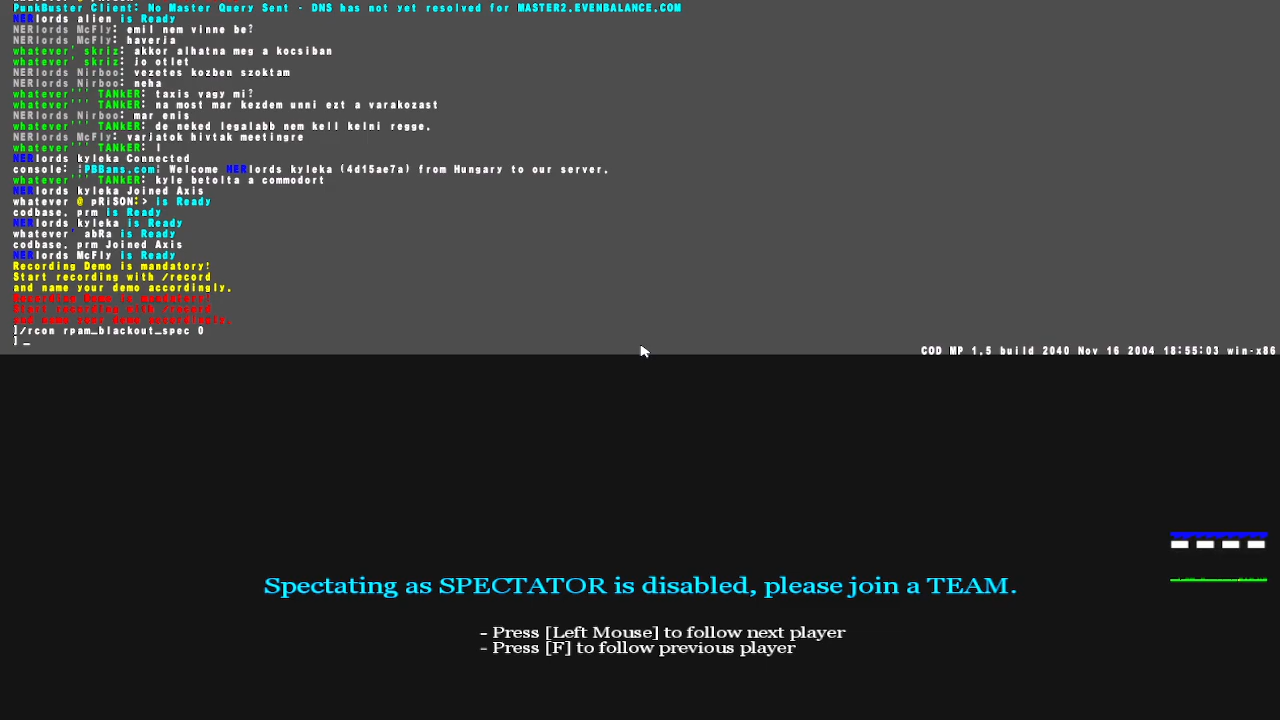 PunkBuster Client: No Master Query Sent - DNS has not yet resolved for MASTER2.EVENBALANCE.COM
NERlords alien is Ready
NERlords McFly: emil nem vinne be?
NERlords McFly: haverja
whatever' skriz: akkor alhatna meg a kocsiban
whatever' skriz: jo otlet
NERlords Nirboo: vezetes kozben szoktam
NERlords Nirboo: neha
whatever''' TANkER: taxis vagy mi?
whatever''' TANkER: na most mar kezdem unni ezt a varakozast
NERlords Nirboo: mar enis
whatever''' TANkER: de neked legalabb nem kell kelni regge.
NERlords McFly: varjatok hivtak meetingre
whatever''' TANkER: l
NERlords kyleka Connected
console: [PBBans.com] Welcome NERlords kyleka (4d15ae7a) from Hungary to our server.
whatever''' TANkER: kyle betolta a commodort
NERlords kyleka Joined Axis
whatever @ pRiSON:> is Ready
codbase. prm is Ready
NERlords kyleka is Ready
whatever' abRa is Ready
codbase. prm Joined Axis
NERlords McFly is Ready
Recording Demo is mandatory!
Start recording with /record
and name your demo accordingly.
Recording Demo is mandatory!
Start recording with /record
and name your demo accordingly.
]/rcon rpam_blackout_spec 0
]_
COD MP 1.5 build 2040 Nov 16 2004 18:55:03 win-x86
Spectating as SPECTATOR is disabled, please join a TEAM.
- Press [Left Mouse] to follow next player
- Press [F] to follow previous player